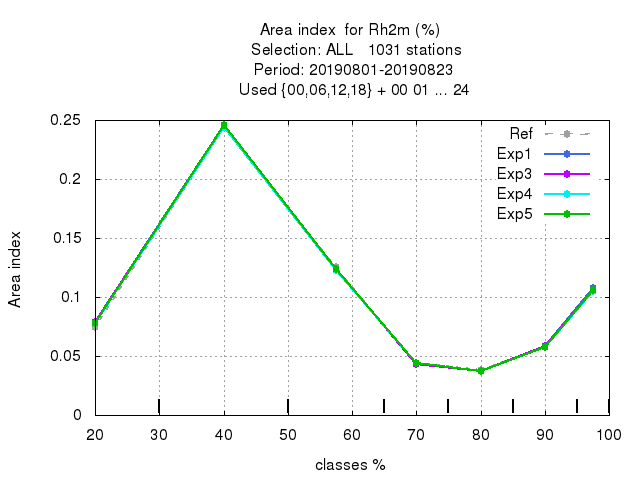 Area index  for Rh2m (%)
Selection: ALL   1031 stations
Period: 20190801-20190823
Used {00,06,12,18} + 00 01 ... 24
Ref
Exp1
Exp3
Exp4
Exp5
0.25
0.2
0.15
0.1
0.05
0
Area index
20 30 40 50 60 70 80 90 100
classes %